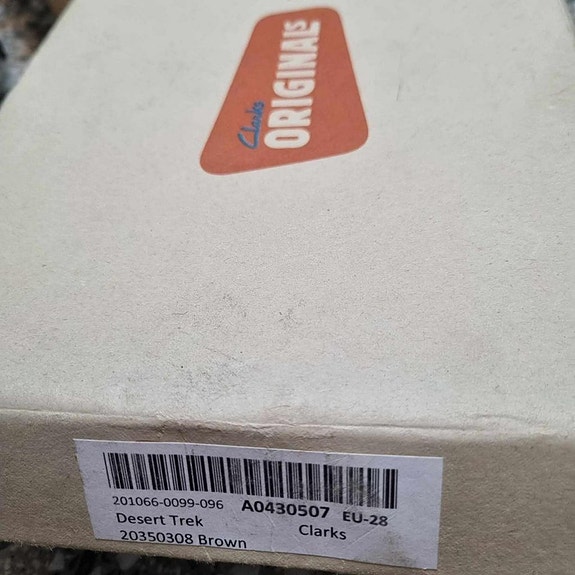 Clarks
ORIGINALS
201066-0099-096 A0430507 EU-28
Desert Trek Clarks
20350308 Brown